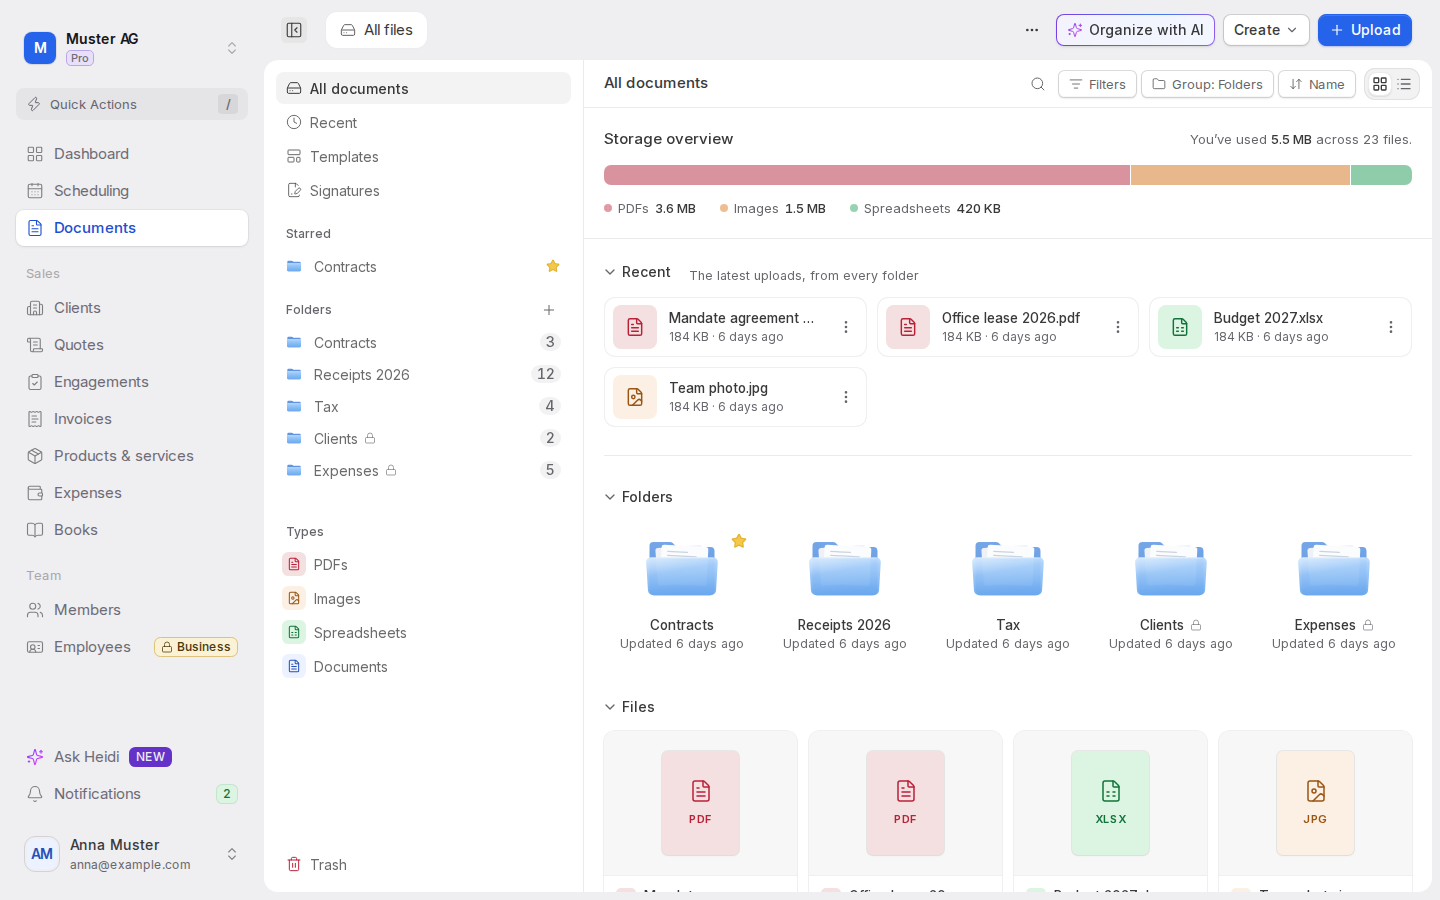 M
Muster AG
Pro
Quick Actions
/
Dashboard
Scheduling
Documents
Sales
Clients
Quotes
Engagements
Invoices
Products & services
Expenses
Books
Team
Members
Employees
Business
Ask Heidi
NEW
Notifications
2
AM
Anna Muster
anna@example.com
All files
Organize with AI
Create
Upload
All documents
Recent
Templates
Signatures
Starred
Contracts
Folders
Contracts
3
Receipts 2026
12
Tax
4
Clients
2
Expenses
5
Types
PDFs
Images
Spreadsheets
Documents
Trash
All documents
Filters
Group: Folders
Name
Storage overview
You've used 5.5 MB across 23 files.
PDFs 3.6 MB
Images 1.5 MB
Spreadsheets 420 KB
Recent
The latest uploads, from every folder
Mandate agreement ...
184 KB · 6 days ago
Office lease 2026.pdf
184 KB · 6 days ago
Budget 2027.xlsx
184 KB · 6 days ago
Team photo.jpg
184 KB · 6 days ago
Folders
Contracts
Updated 6 days ago
Receipts 2026
Updated 6 days ago
Tax
Updated 6 days ago
Clients
Updated 6 days ago
Expenses
Updated 6 days ago
Files
PDF
PDF
XLSX
JPG